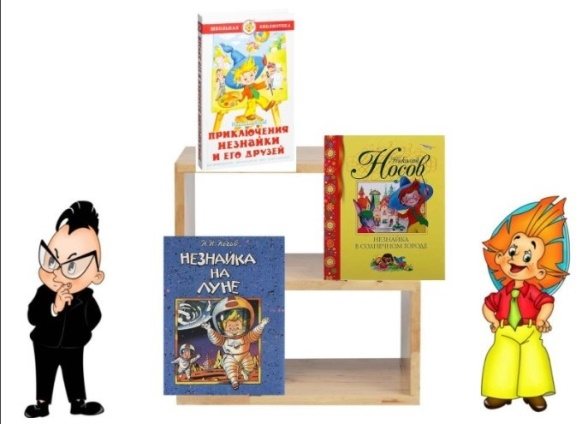 ШКОЛЬНАЯ БИБЛИОТЕКА
ПРИКЛЮЧЕНИЯ
НЕЗНАЙКИ
И ЕГО ДРУЗЕЙ
Николай
Носов
НЕЗНАЙКА
В СОЛНЕЧНОМ ГОРОДЕ
Н.Н. Носов
НЕЗНАЙКА
НА
ЛУНЕ